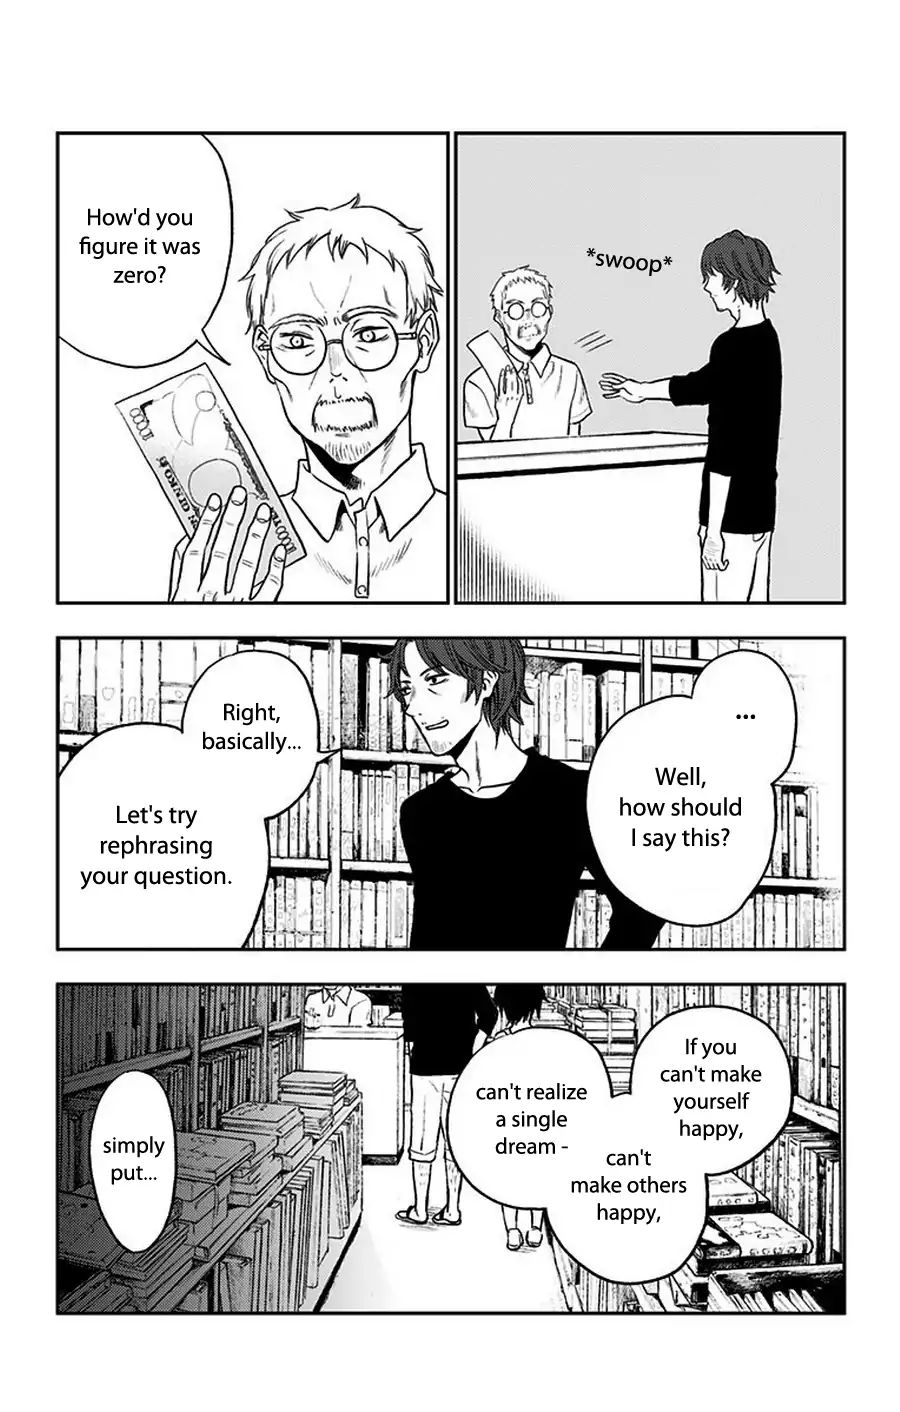 *swoop*
How'd you
figure it was
zero?
...
Well,
how should
I say this?
Right,
basically...
Let's try
rephrasing
your question.
If you
can't make
yourself
happy,
can't
make others
happy,
can't realize
a single
dream -
simply
put...